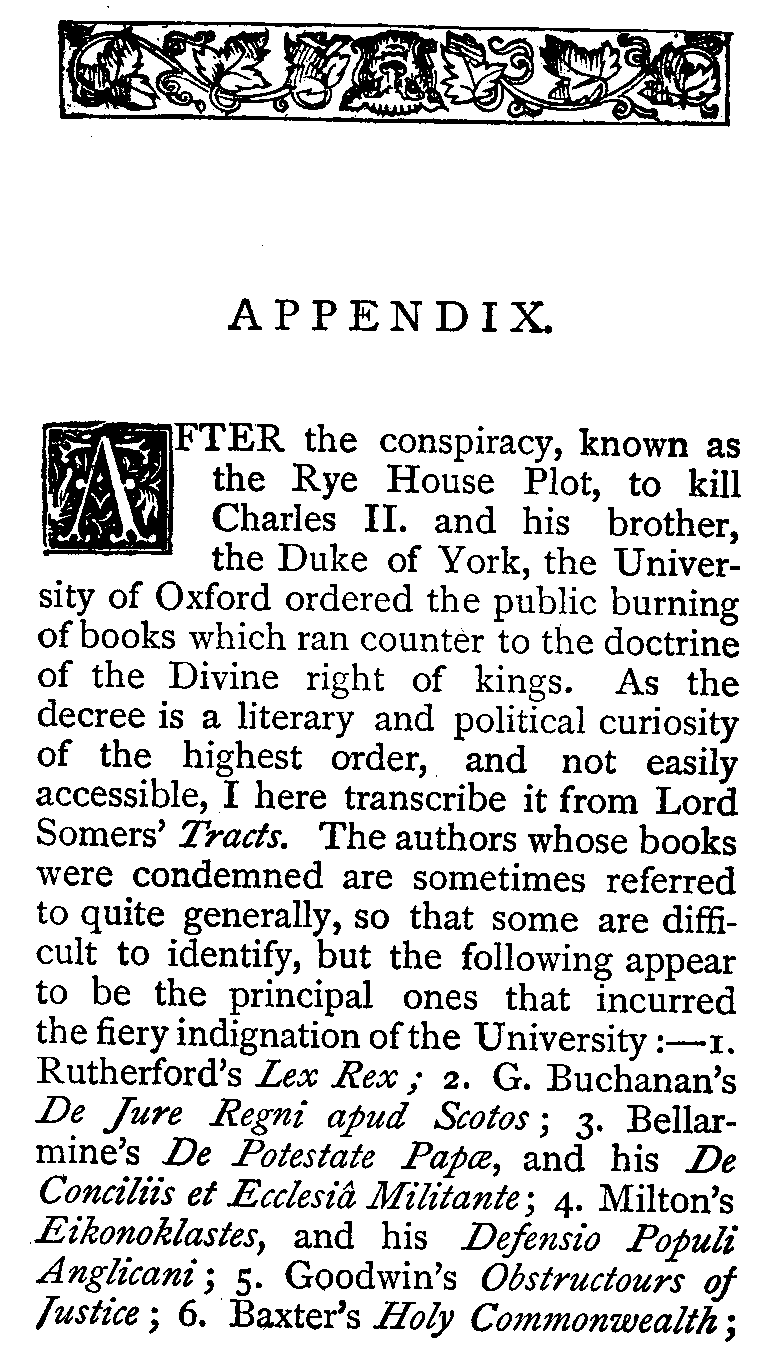 APPENDIX.
AFTER the conspiracy, known as
the Rye House Plot, to kill
Charles II. and his brother,
the Duke of York, the Univer-
sity of Oxford ordered the public burning
of books which ran counter to the doctrine
of the Divine right of kings. As the
decree is a literary and political curiosity
of the highest order, and not easily
accessible, I here transcribe it from Lord
Somers' Tracts. The authors whose books
were condemned are sometimes referred
to quite generally, so that some are diffi-
cult to identify, but the following appear
to be the principal ones that incurred
the fiery indignation of the University :—1.
Rutherford's Lex Rex ; 2. G. Buchanan's
De Jure Regni apud Scotos ; 3. Bellar-
mine's De Potestate Papæ, and his De
Conciliis et Ecclesiâ Militante ; 4. Milton's
Eikonoklastes, and his Defensio Populi
Anglicani ; 5. Goodwin's Obstructours of
Justice ; 6. Baxter's Holy Commonwealth ;